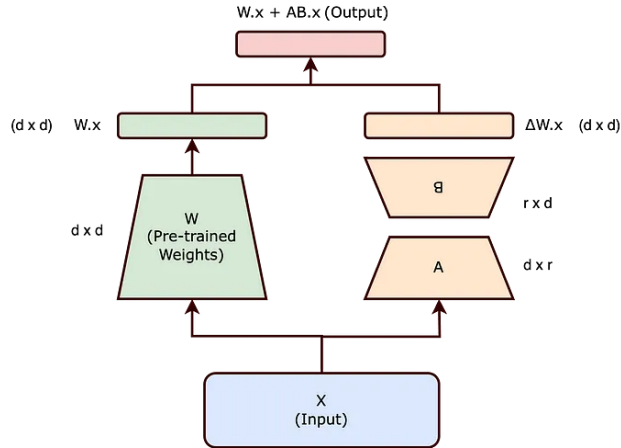 W.x + AB.x (Output)
(d x d) W.x
ΔW.x (d x d)
d x d
W
(Pre-trained
Weights)
B
r x d
A
d x r
X
(Input)